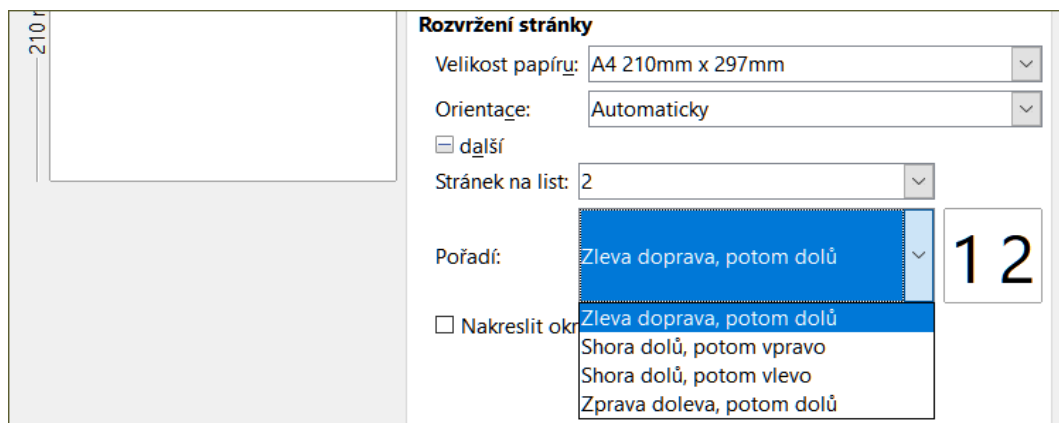 210 r
Rozvržení stránky
Velikost papíru: A4 210mm x 297mm
Orientace: Automaticky
další
Stránek na list: 2
Pořadí: Zleva doprava, potom dolů 1 2
Nakreslit okr
Zleva doprava, potom dolů
Shora dolů, potom vpravo
Shora dolů, potom vlevo
Zprava doleva, potom dolů